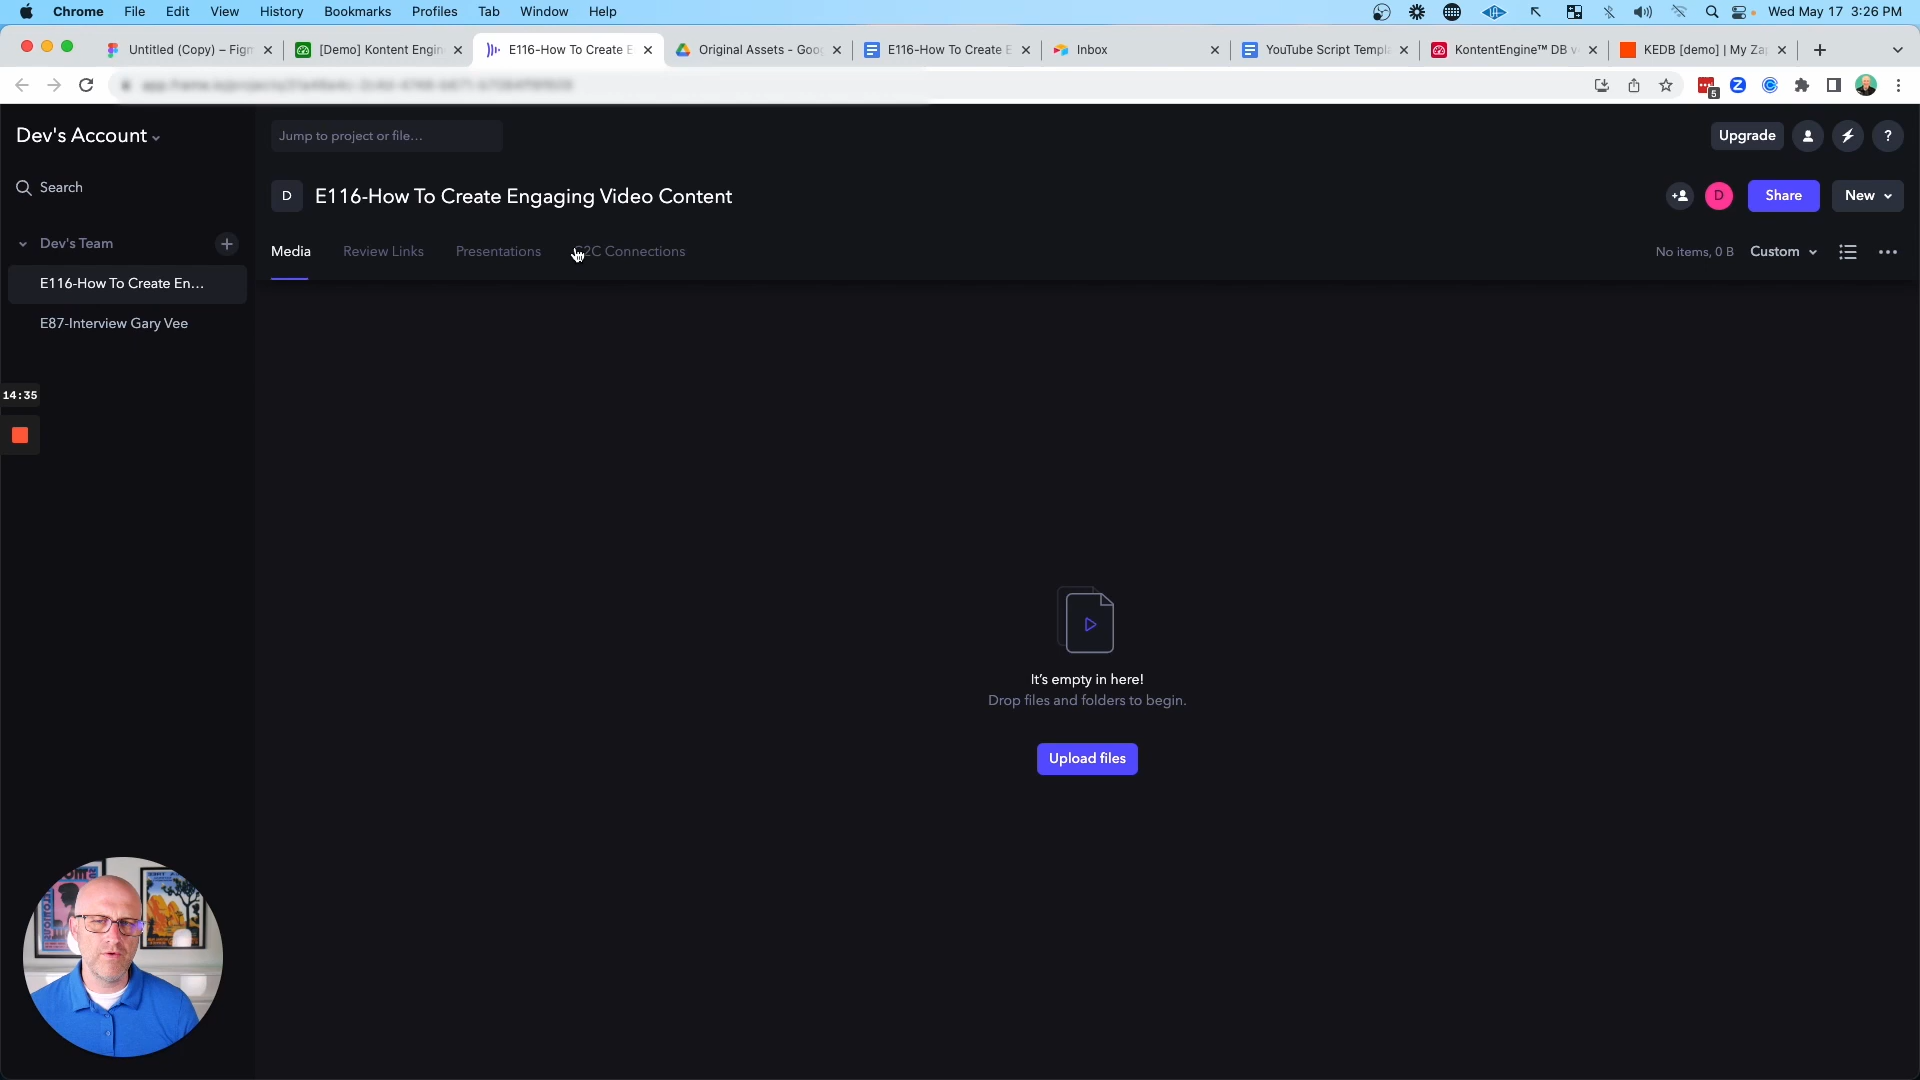 Chrome File Edit View History Bookmarks Profiles Tab Window Help Wed May 17 3:26 PM
Untitled (Copy) – Figm [Demo] Kontent Engin E116-How To Create E Original Assets - Goog E116-How To Create E Inbox YouTube Script Templa KontentEngine™ DB v KEDB [demo] | My Za
5
Dev's Account
Jump to project or file…
Upgrade
?
Search
D E116-How To Create Engaging Video Content
D Share New
Dev's Team
Media Review Links Presentations C2C Connections
No items, 0 B Custom
E116-How To Create En…
E87-Interview Gary Vee
14:35
It's empty in here!
Drop files and folders to begin.
Upload files